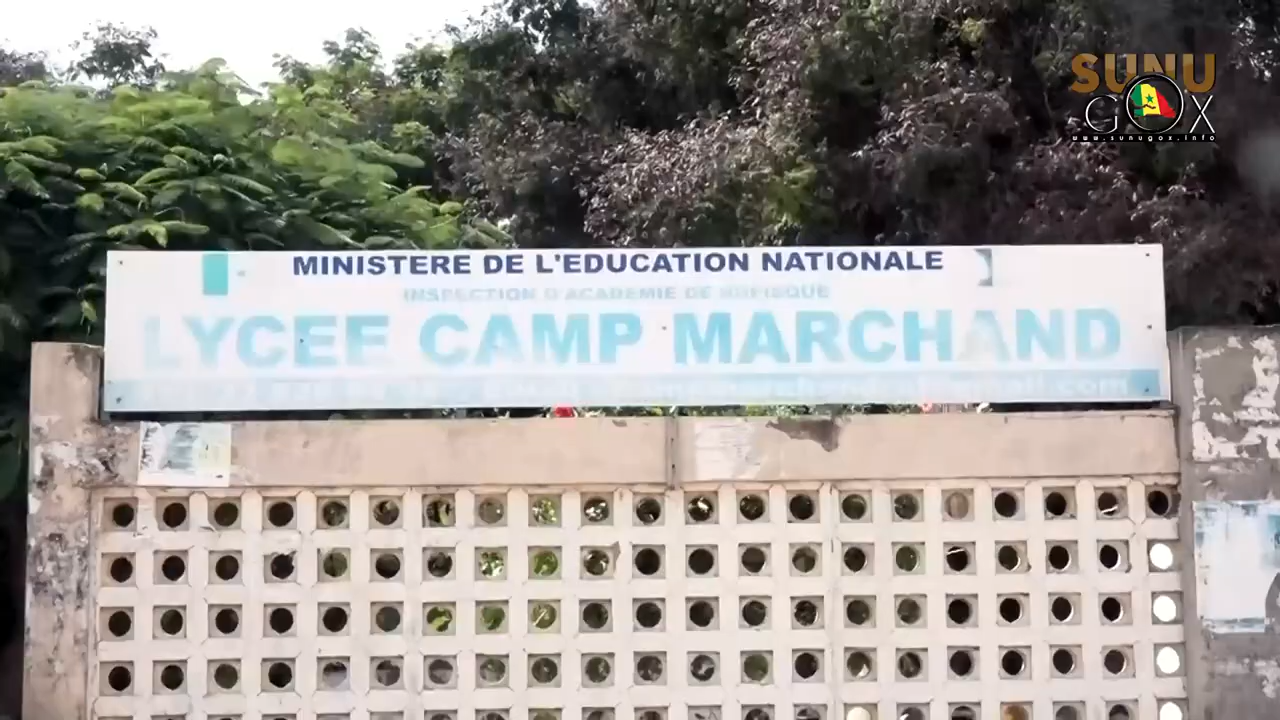 SUNU
GOX
www.sunugox.info
MINISTERE DE L'EDUCATION NATIONALE
INSPECTION D'ACADEMIE DE RUFISQUE
LYCEE CAMP MARCHAND